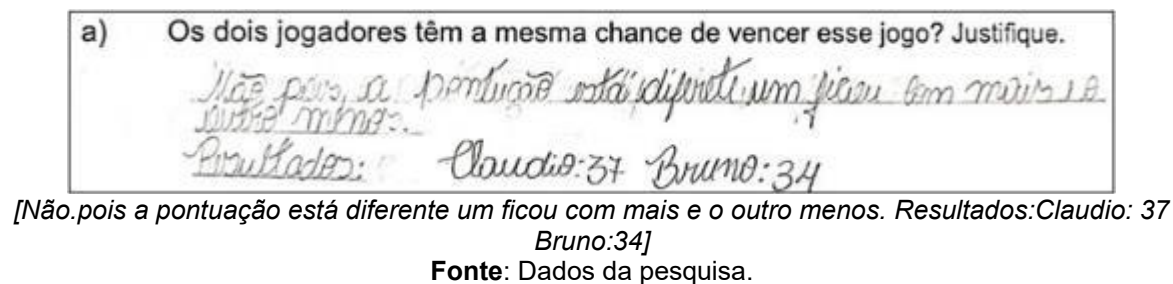 a) Os dois jogadores têm a mesma chance de vencer esse jogo? Justifique.
Não pois, a pontuação está diferete um ficou com mais e o
outro menos.
Resultados: Claudio: 37 Bruno: 34
[Não.pois a pontuação está diferente um ficou com mais e o outro menos. Resultados:Claudio: 37
Bruno:34]
Fonte: Dados da pesquisa.